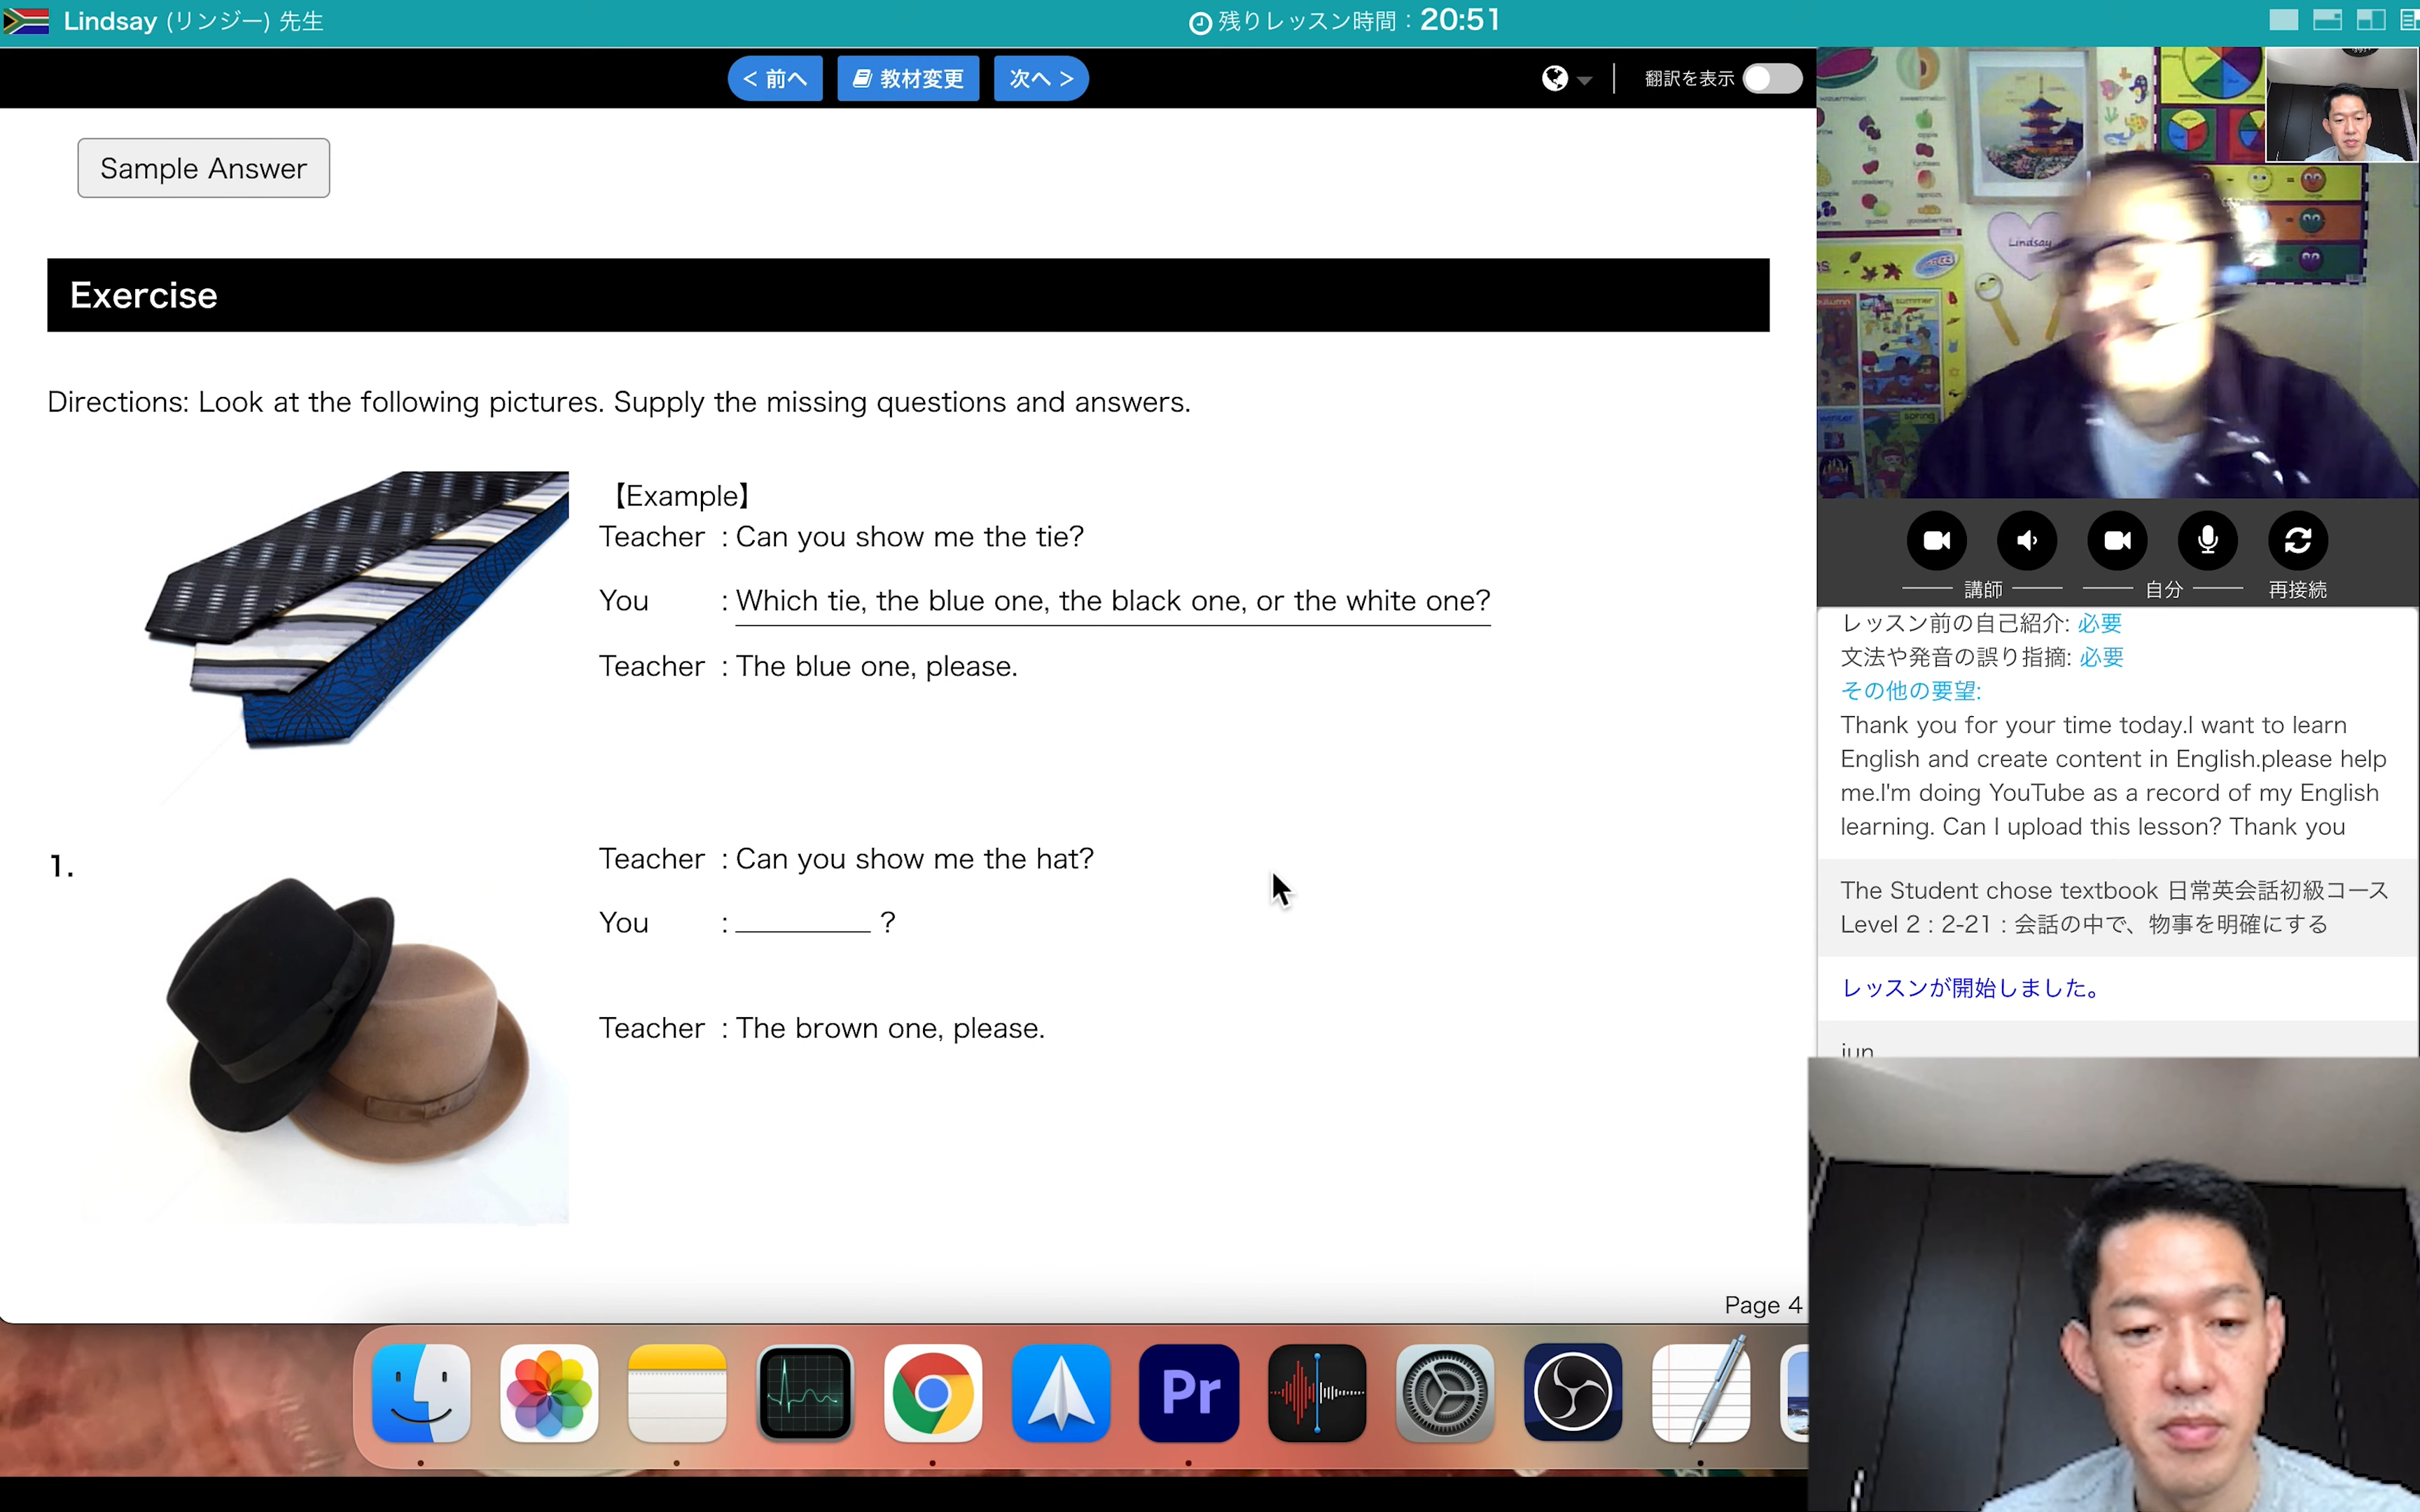 Lindsay (リンジー) 先生
残りレッスン時間 : 20:51
< 前へ
教材変更
次へ >
翻訳を表示
Sample Answer
Exercise
Directions: Look at the following pictures. Supply the missing questions and answers.
【Example】
Teacher : Can you show me the tie?
You : Which tie, the blue one, the black one, or the white one?
Teacher : The blue one, please.
1.
Teacher : Can you show me the hat?
You : ________ ?
Teacher : The brown one, please.
Page 4
Lindsay
summer
spring
講師
自分
再接続
レッスン前の自己紹介: 必要
文法や発音の誤り指摘: 必要
その他の要望:
Thank you for your time today.I want to learn
English and create content in English.please help
me.I'm doing YouTube as a record of my English
learning. Can I upload this lesson? Thank you
The Student chose textbook 日常英会話初級コース
Level 2 : 2-21 : 会話の中で、物事を明確にする
レッスンが開始しました。
jun
Pr